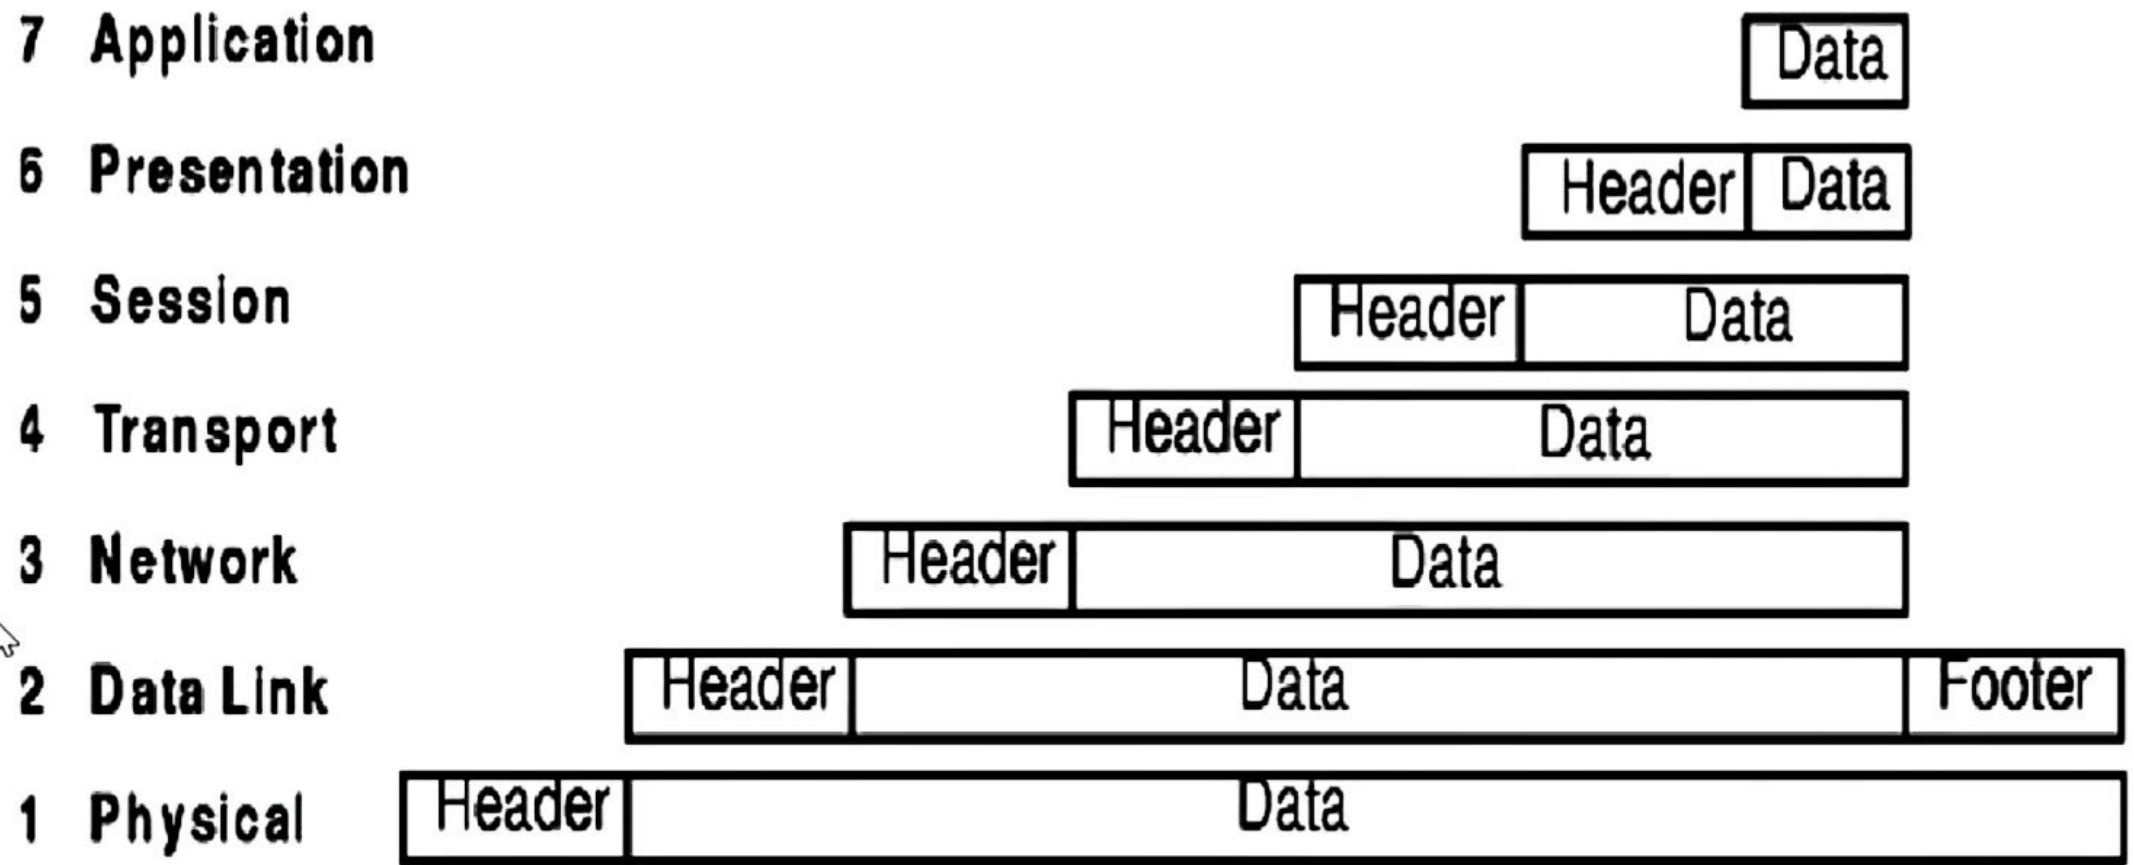 7 Application Data
6 Presentation Header Data
5 Session Header Data
4 Transport Header Data
3 Network Header Data
2 Data Link Header Data Footer
1 Physical Header Data